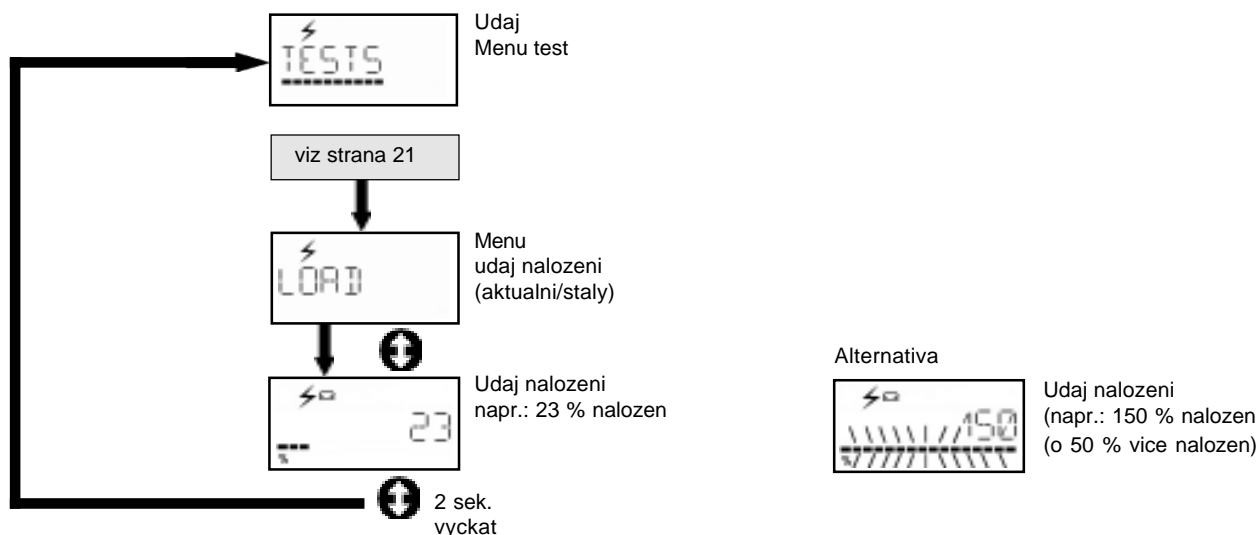 Udaj
Menu test
TESTS
viz strana 21
Menu
udaj nalozeni
(aktualni/staly)
LOAD
Udaj nalozeni
napr.: 23 % nalozen
23
%
2 sek.
vyckat
Alternativa
150
%
Udaj nalozeni
(napr.: 150 % nalozen
(o 50 % vice nalozen)